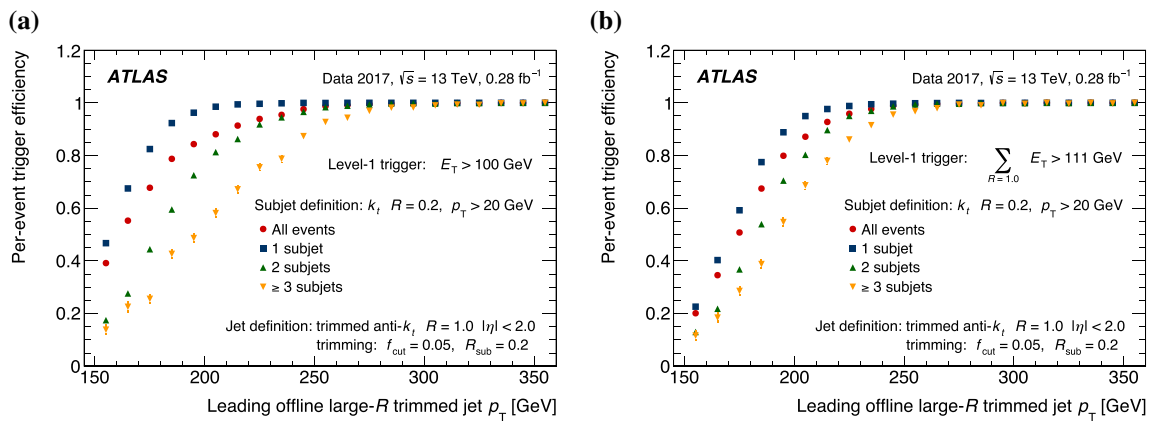 (a)
Per-event trigger efficiency
1.2
1
0.8
0.6
0.4
0.2
0
ATLAS
Data 2017, √s = 13 TeV, 0.28 fb⁻¹
Level-1 trigger: E_T > 100 GeV
Subjet definition: k_t R = 0.2, p_T > 20 GeV
All events
1 subjet
2 subjets
≥ 3 subjets
Jet definition: trimmed anti-k_t R = 1.0 |η| < 2.0
trimming: f_cut = 0.05, R_sub = 0.2
150 200 250 300 350
Leading offline large-R trimmed jet p_T [GeV]
(b)
Per-event trigger efficiency
1.2
1
0.8
0.6
0.4
0.2
0
ATLAS
Data 2017, √s = 13 TeV, 0.28 fb⁻¹
Level-1 trigger: ∑_{R = 1.0} E_T > 111 GeV
Subjet definition: k_t R = 0.2, p_T > 20 GeV
All events
1 subjet
2 subjets
≥ 3 subjets
Jet definition: trimmed anti-k_t R = 1.0 |η| < 2.0
trimming: f_cut = 0.05, R_sub = 0.2
150 200 250 300 350
Leading offline large-R trimmed jet p_T [GeV]